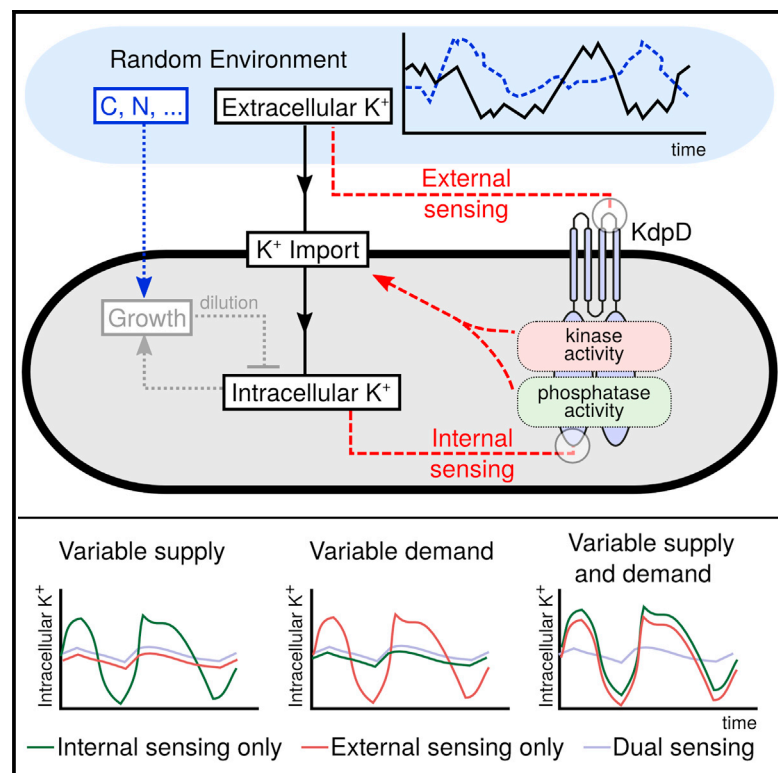 Random Environment
C, N, ...
Extracellular K⁺
time
External
sensing
KdpD
K⁺ Import
dilution
Growth
kinase
activity
Intracellular K⁺
phosphatase
activity
Internal
sensing
Variable supply
Variable demand
Variable supply
and demand
Intracellular K⁺
Intracellular K⁺
Intracellular K⁺
time
Internal sensing only
External sensing only
Dual sensing